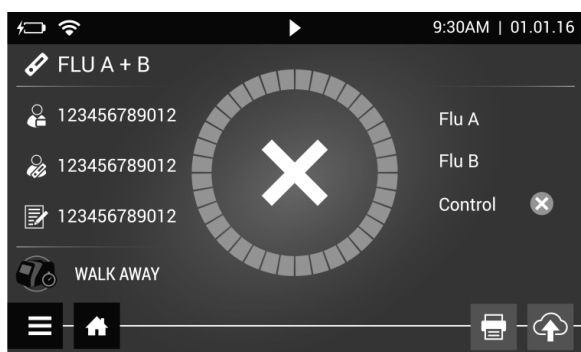 9:30AM | 01.01.16
FLU A + B
123456789012
123456789012
123456789012
WALK AWAY
Flu A
Flu B
Control